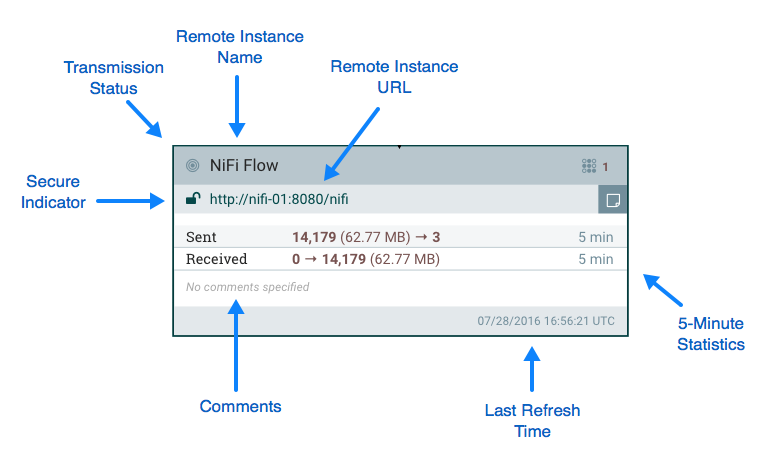 Remote Instance
Name
Transmission
Status
Remote Instance
URL
NiFi Flow
1
Secure
Indicator
http://nifi-01:8080/nifi
Sent 14,179 (62.77 MB) → 3 5 min
Received 0 → 14,179 (62.77 MB) 5 min
No comments specified
07/28/2016 16:56:21 UTC
5-Minute
Statistics
Comments
Last Refresh
Time